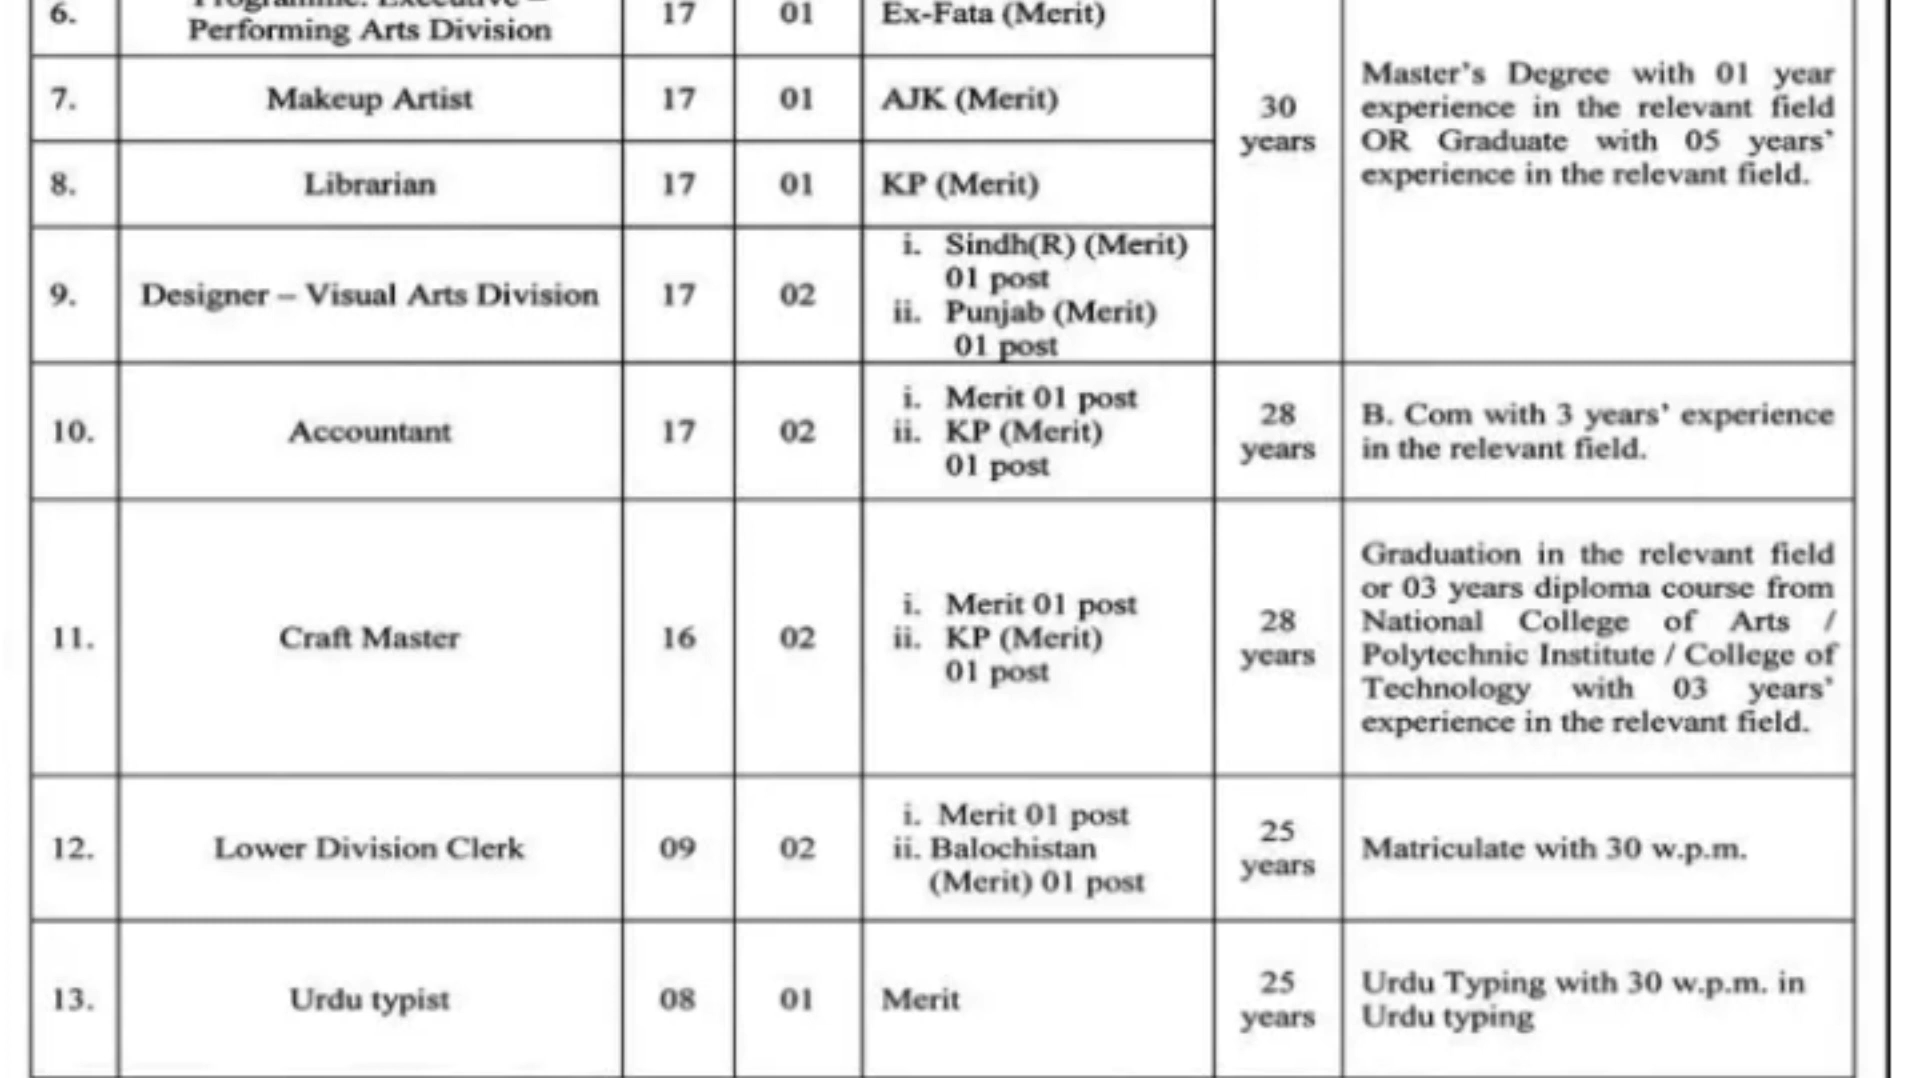 6.
Programme Executive –
Performing Arts Division
17
01
Ex-Fata (Merit)
7.
Makeup Artist
17
01
AJK (Merit)
8.
Librarian
17
01
KP (Merit)
9.
Designer – Visual Arts Division
17
02
i. Sindh(R) (Merit)
01 post
ii. Punjab (Merit)
01 post
30
years
Master's Degree with 01 year
experience in the relevant field
OR Graduate with 05 years'
experience in the relevant field.
10.
Accountant
17
02
i. Merit 01 post
ii. KP (Merit)
01 post
28
years
B. Com with 3 years' experience
in the relevant field.
11.
Craft Master
16
02
i. Merit 01 post
ii. KP (Merit)
01 post
28
years
Graduation in the relevant field
or 03 years diploma course from
National College of Arts /
Polytechnic Institute / College of
Technology with 03 years'
experience in the relevant field.
12.
Lower Division Clerk
09
02
i. Merit 01 post
ii. Balochistan
(Merit) 01 post
25
years
Matriculate with 30 w.p.m.
13.
Urdu typist
08
01
Merit
25
years
Urdu Typing with 30 w.p.m. in
Urdu typing